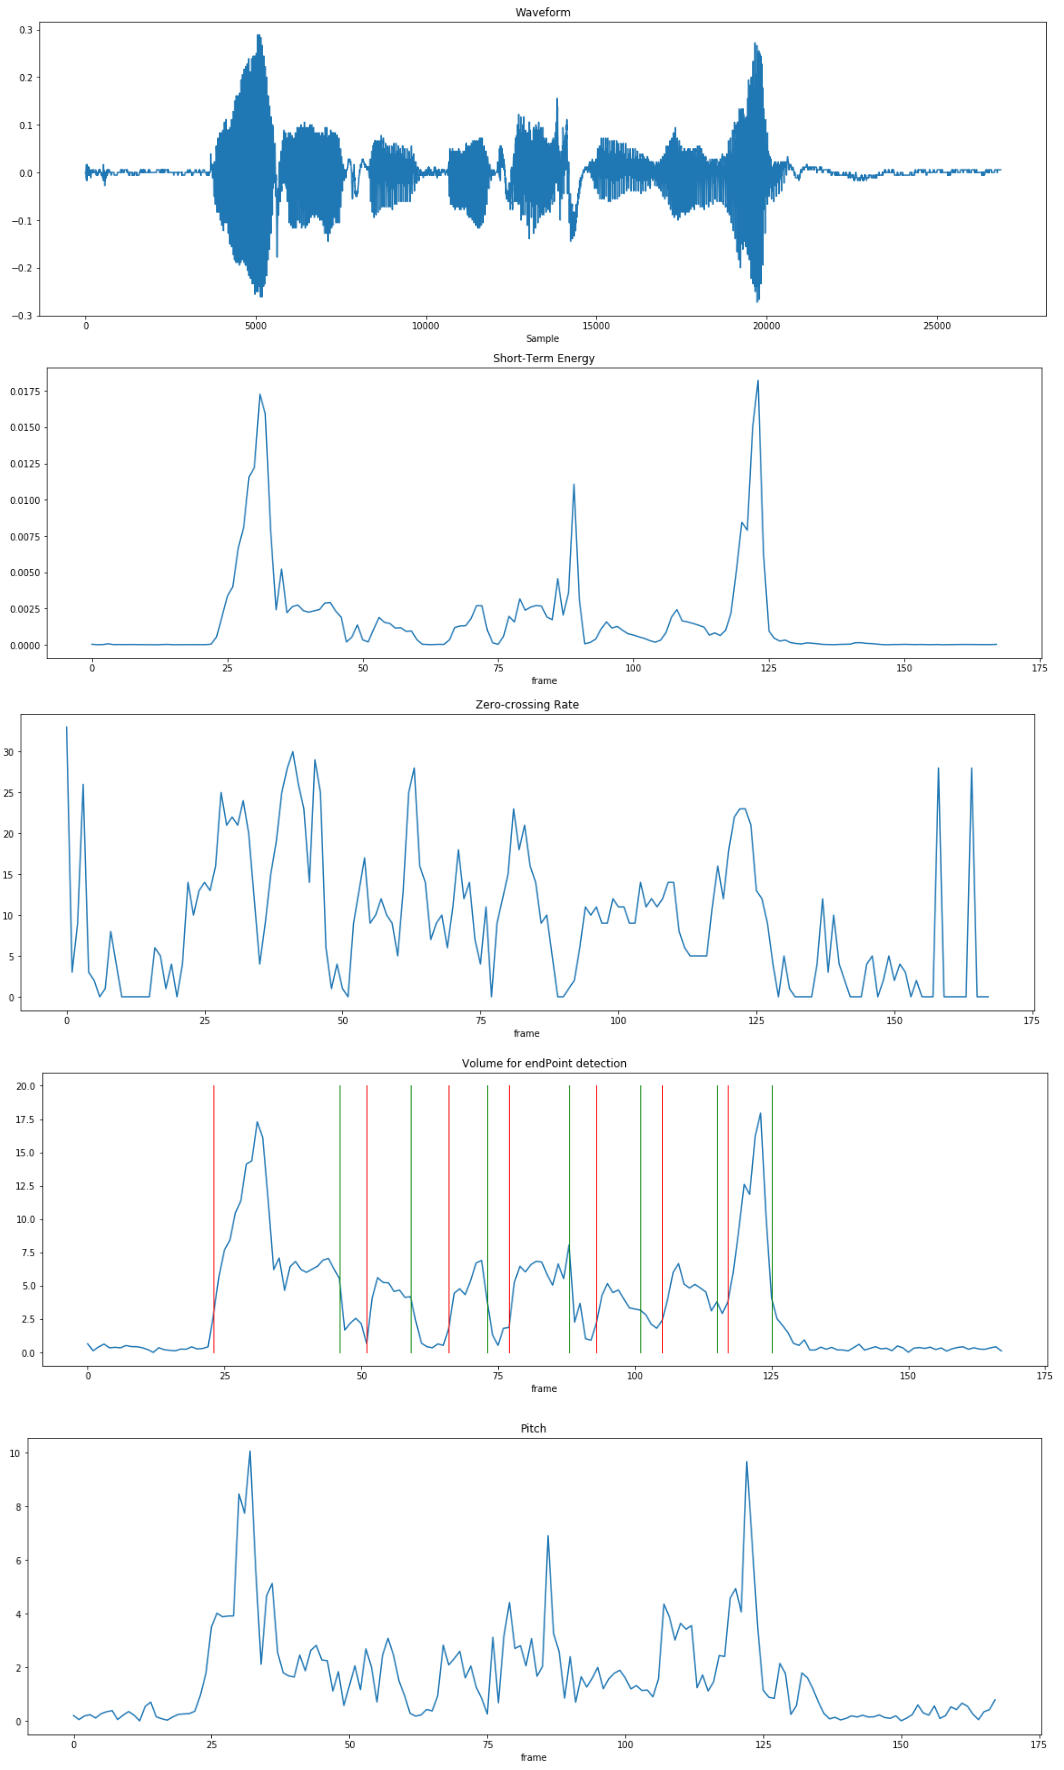 Waveform
0.3
0.2
0.1
0.0
−0.1
−0.2
−0.3
0 5000 10000 15000 20000 25000
Sample
Short-Term Energy
0.0175
0.0150
0.0125
0.0100
0.0075
0.0050
0.0025
0.0000
0 25 50 75 100 125 150 175
frame
Zero-crossing Rate
30
25
20
15
10
5
0
0 25 50 75 100 125 150 175
frame
Volume for endPoint detection
20.0
17.5
15.0
12.5
10.0
7.5
5.0
2.5
0.0
0 25 50 75 100 125 150 175
frame
Pitch
10
8
6
4
2
0
0 25 50 75 100 125 150 175
frame